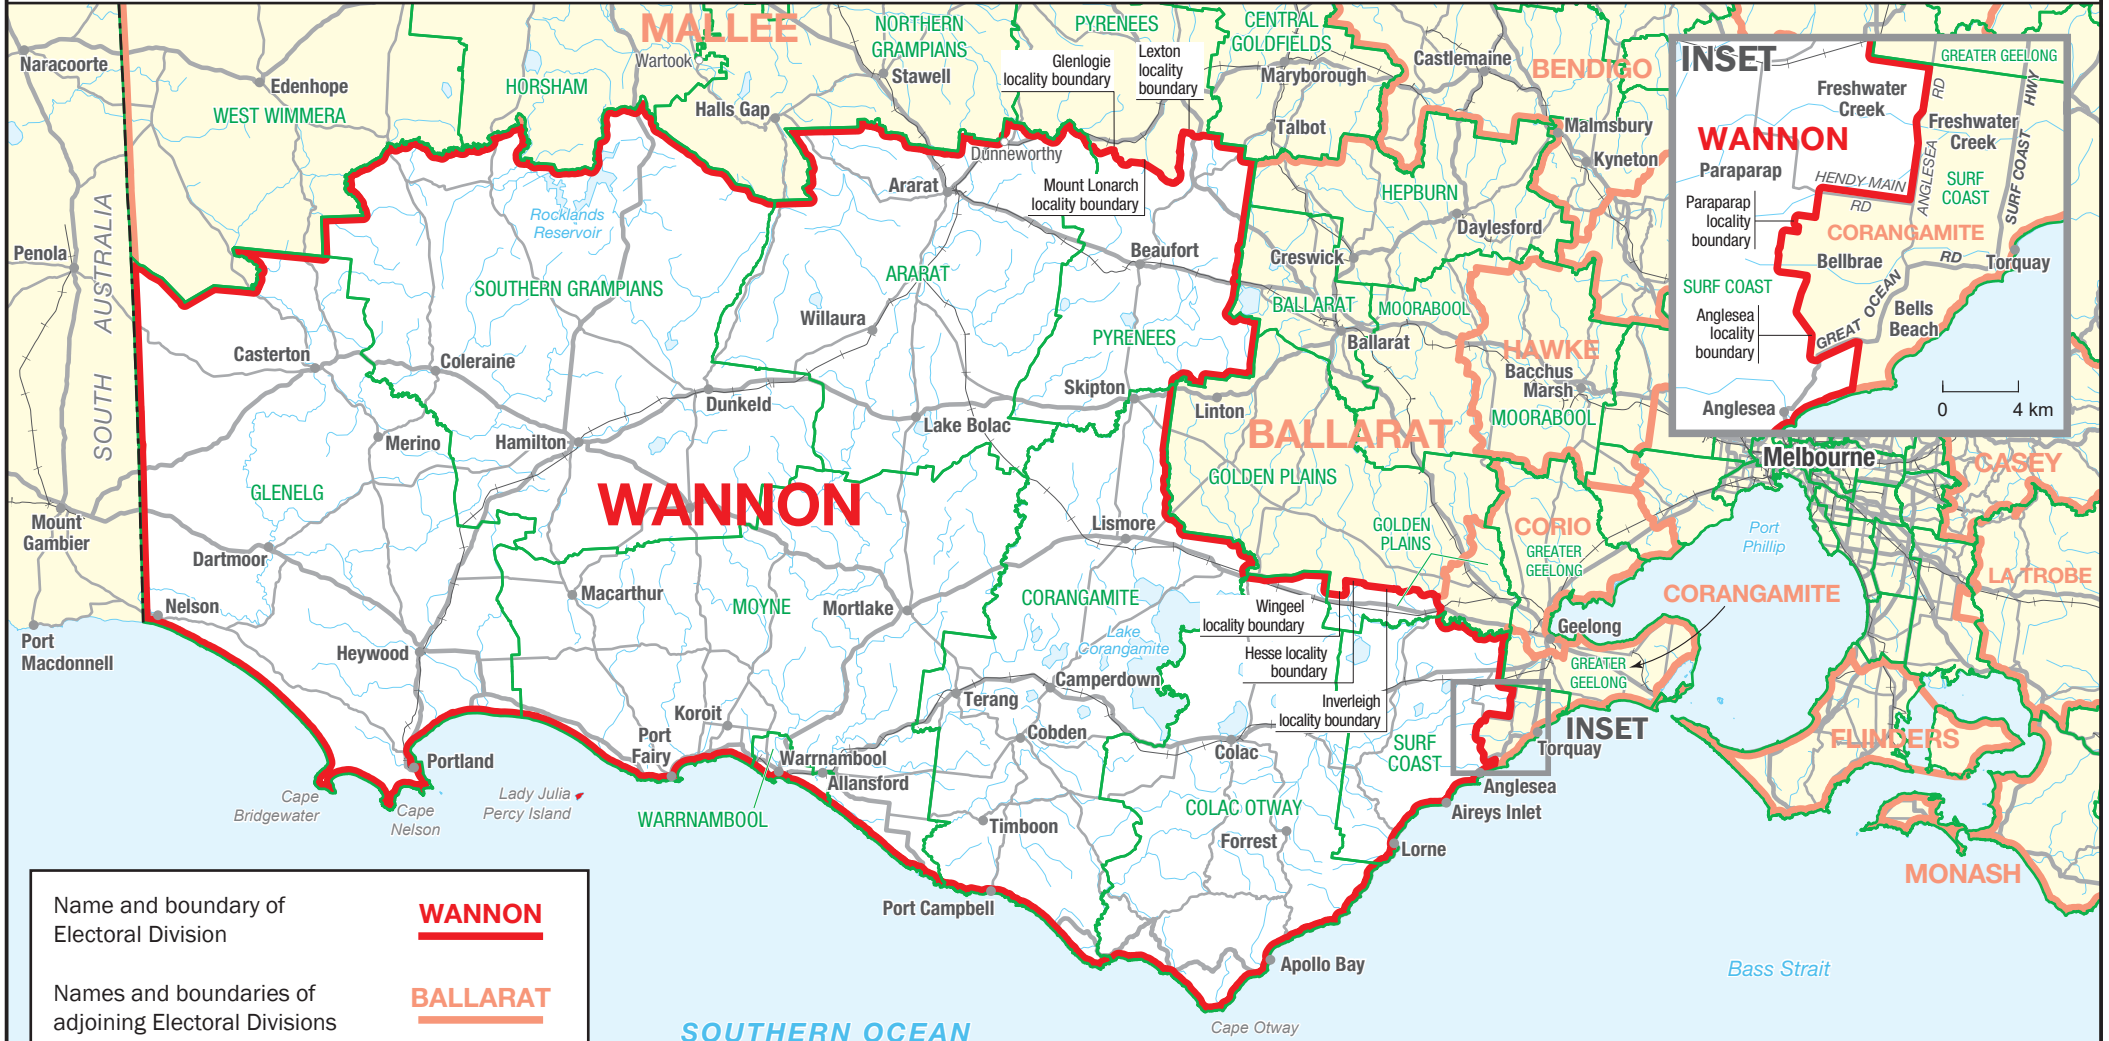 MALLEE
NORTHERN
GRAMPIANS
PYRENEES
CENTRAL
GOLDFIELDS
Naracoorte
Edenhope
WEST WIMMERA
HORSHAM
Wartook
Stawell
Halls Gap
Glenlogie
locality boundary
Lexton
locality
boundary
Maryborough
Castlemaine
BENDIGO
Talbot
Malmsbury
Kyneton
Dunneworthy
Ararat
Mount Lonarch
locality boundary
HEPBURN
Daylesford
Rocklands
Reservoir
Penola
SOUTH AUSTRALIA
SOUTHERN GRAMPIANS
ARARAT
Beaufort
Creswick
BALLARAT
MOORABOOL
Willaura
PYRENEES
Ballarat
HAWKE
Bacchus
Marsh
MOORABOOL
Casterton
Coleraine
Dunkeld
Skipton
Linton
Lake Bolac
BALLARAT
Merino
Hamilton
GLENELG
WANNON
GOLDEN PLAINS
Mount
Gambier
Lismore
GOLDEN
PLAINS
CORIO
GREATER
GEELONG
Dartmoor
Macarthur
MOYNE
Mortlake
CORANGAMITE
Lake
Corangamite
Wingeel
locality boundary
Hesse locality
boundary
Inverleigh
locality boundary
Nelson
Port
Macdonnell
Heywood
Geelong
GREATER
GEELONG
CORANGAMITE
Camperdown
Terang
Koroit
Port
Fairy
Cobden
Colac
SURF
COAST
INSET
Torquay
Warrnambool
Allansford
Portland
Cape
Bridgewater
Cape
Nelson
Lady Julia
Percy Island
WARRNAMBOOL
Anglesea
Aireys Inlet
COLAC OTWAY
Timboon
Forrest
Lorne
Port Campbell
Apollo Bay
Cape Otway
SOUTHERN OCEAN
Bass Strait
Melbourne
CASEY
Port
Phillip
LA TROBE
FLINDERS
MONASH
INSET
GREATER GEELONG
Freshwater
Creek
RD
SURF COAST HWY
Freshwater
Creek
WANNON
Paraparap
HENDY MAIN
RD
ANGLESEA
SURF
COAST
Paraparap
locality
boundary
CORANGAMITE
Bellbrae
RD
Torquay
SURF COAST
GREAT OCEAN
Bells
Beach
Anglesea
locality
boundary
Anglesea
0 4 km
Name and boundary of
Electoral Division
WANNON
Names and boundaries of
adjoining Electoral Divisions
BALLARAT